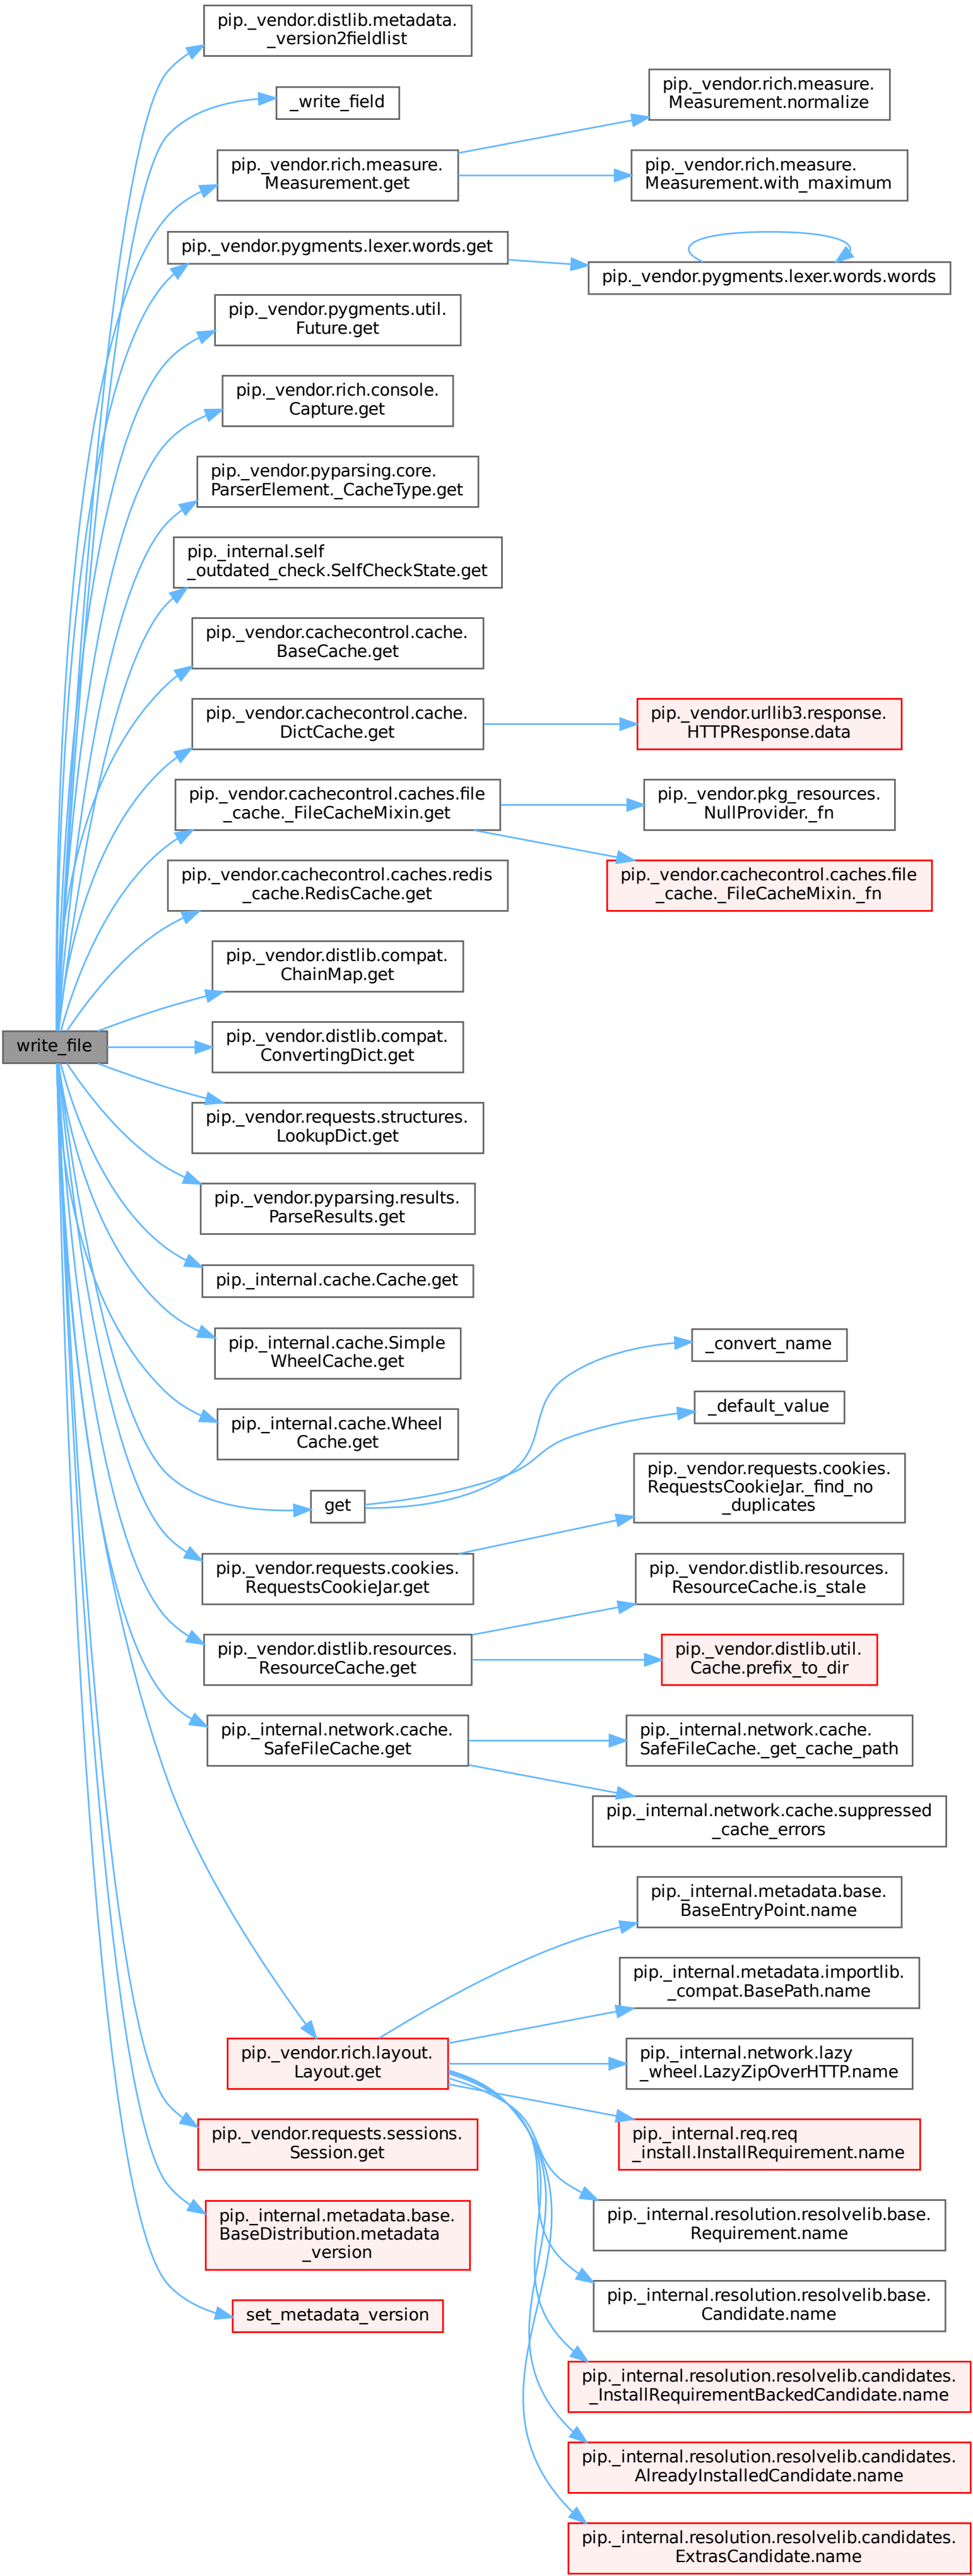 pip._vendor.distlib.metadata.
_version2fieldlist
_write_field
pip._vendor.rich.measure.
Measurement.normalize
pip._vendor.rich.measure.
Measurement.get
pip._vendor.rich.measure.
Measurement.with_maximum
pip._vendor.pygments.lexer.words.get
pip._vendor.pygments.lexer.words.words
pip._vendor.pygments.util.
Future.get
pip._vendor.rich.console.
Capture.get
pip._vendor.pyparsing.core.
ParserElement._CacheType.get
pip._internal.self
_outdated_check.SelfCheckState.get
pip._vendor.cachecontrol.cache.
BaseCache.get
pip._vendor.cachecontrol.cache.
DictCache.get
pip._vendor.urllib3.response.
HTTPResponse.data
pip._vendor.cachecontrol.caches.file
_cache._FileCacheMixin.get
pip._vendor.pkg_resources.
NullProvider._fn
pip._vendor.cachecontrol.caches.redis
_cache.RedisCache.get
pip._vendor.cachecontrol.caches.file
_cache._FileCacheMixin._fn
pip._vendor.distlib.compat.
ChainMap.get
write_file
pip._vendor.distlib.compat.
ConvertingDict.get
pip._vendor.requests.structures.
LookupDict.get
pip._vendor.pyparsing.results.
ParseResults.get
pip._internal.cache.Cache.get
pip._internal.cache.Simple
WheelCache.get
_convert_name
pip._internal.cache.Wheel
Cache.get
_default_value
get
pip._vendor.requests.cookies.
RequestsCookieJar._find_no
_duplicates
pip._vendor.requests.cookies.
RequestsCookieJar.get
pip._vendor.distlib.resources.
ResourceCache.is_stale
pip._vendor.distlib.resources.
ResourceCache.get
pip._vendor.distlib.util.
Cache.prefix_to_dir
pip._internal.network.cache.
SafeFileCache.get
pip._internal.network.cache.
SafeFileCache._get_cache_path
pip._internal.network.cache.suppressed
_cache_errors
pip._internal.metadata.base.
BaseEntryPoint.name
pip._internal.metadata.importlib.
_compat.BasePath.name
pip._vendor.rich.layout.
Layout.get
pip._internal.network.lazy
_wheel.LazyZipOverHTTP.name
pip._vendor.requests.sessions.
Session.get
pip._internal.req.req
_install.InstallRequirement.name
pip._internal.metadata.base.
BaseDistribution.metadata
_version
pip._internal.resolution.resolvelib.base.
Requirement.name
set_metadata_version
pip._internal.resolution.resolvelib.base.
Candidate.name
pip._internal.resolution.resolvelib.candidates.
_InstallRequirementBackedCandidate.name
pip._internal.resolution.resolvelib.candidates.
AlreadyInstalledCandidate.name
pip._internal.resolution.resolvelib.candidates.
ExtrasCandidate.name